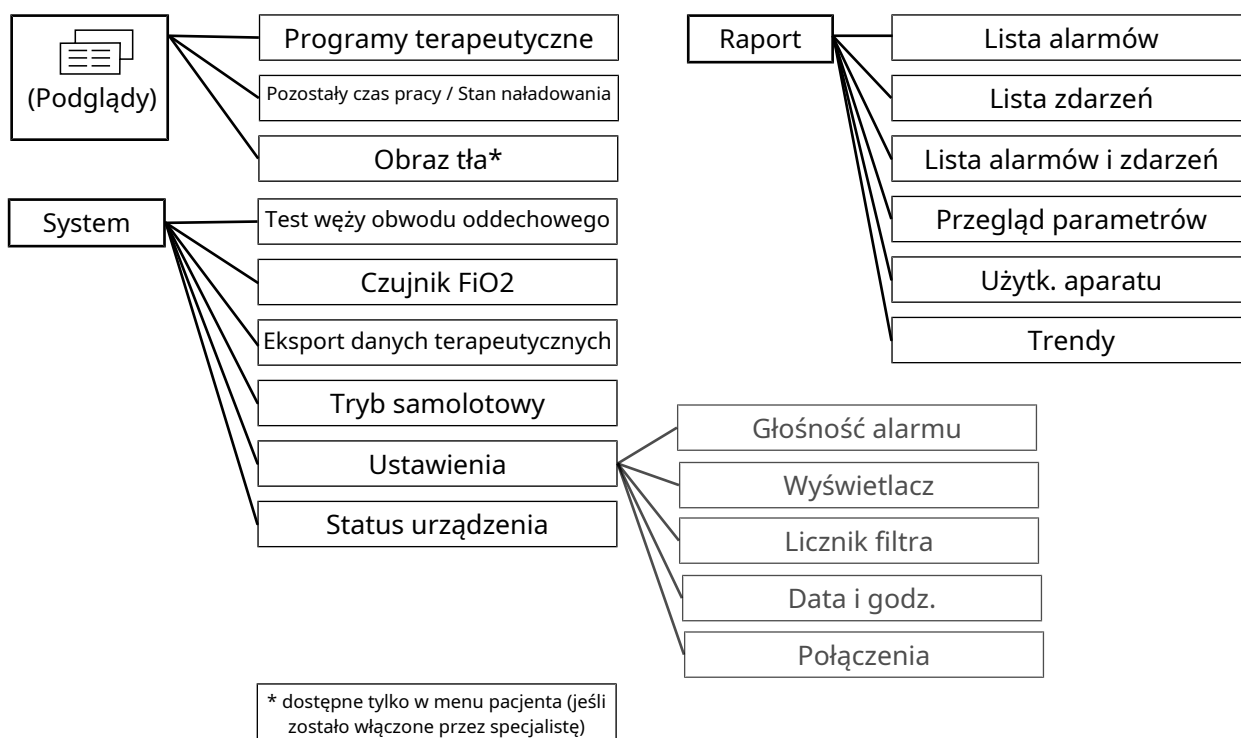 (Podglądy)
Programy terapeutyczne
Pozostały czas pracy / Stan naładowania
Obraz tła*
System
Test węży obwodu oddechowego
Czujnik FiO2
Eksport danych terapeutycznych
Tryb samolotowy
Ustawienia
Status urządzenia
Głośność alarmu
Wyświetlacz
Licznik filtra
Data i godz.
Połączenia
Raport
Lista alarmów
Lista zdarzeń
Lista alarmów i zdarzeń
Przegląd parametrów
Użytk. aparatu
Trendy
* dostępne tylko w menu pacjenta (jeśli
zostało włączone przez specjalistę)